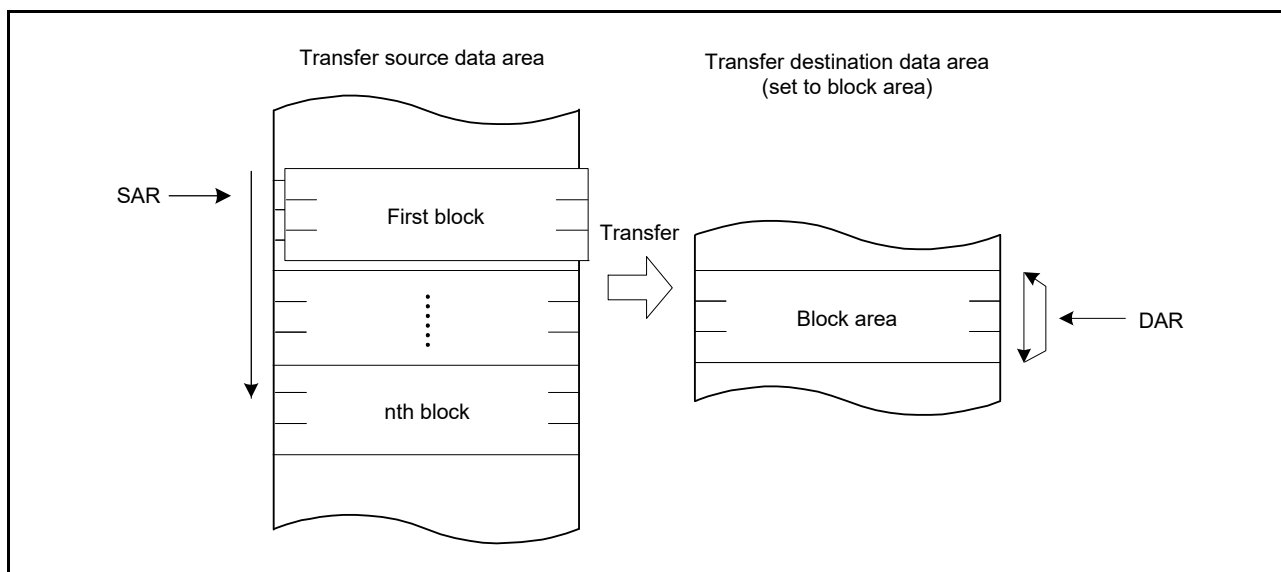 Transfer source data area
Transfer destination data area
(set to block area)
SAR
First block
Transfer
Block area
DAR
nth block